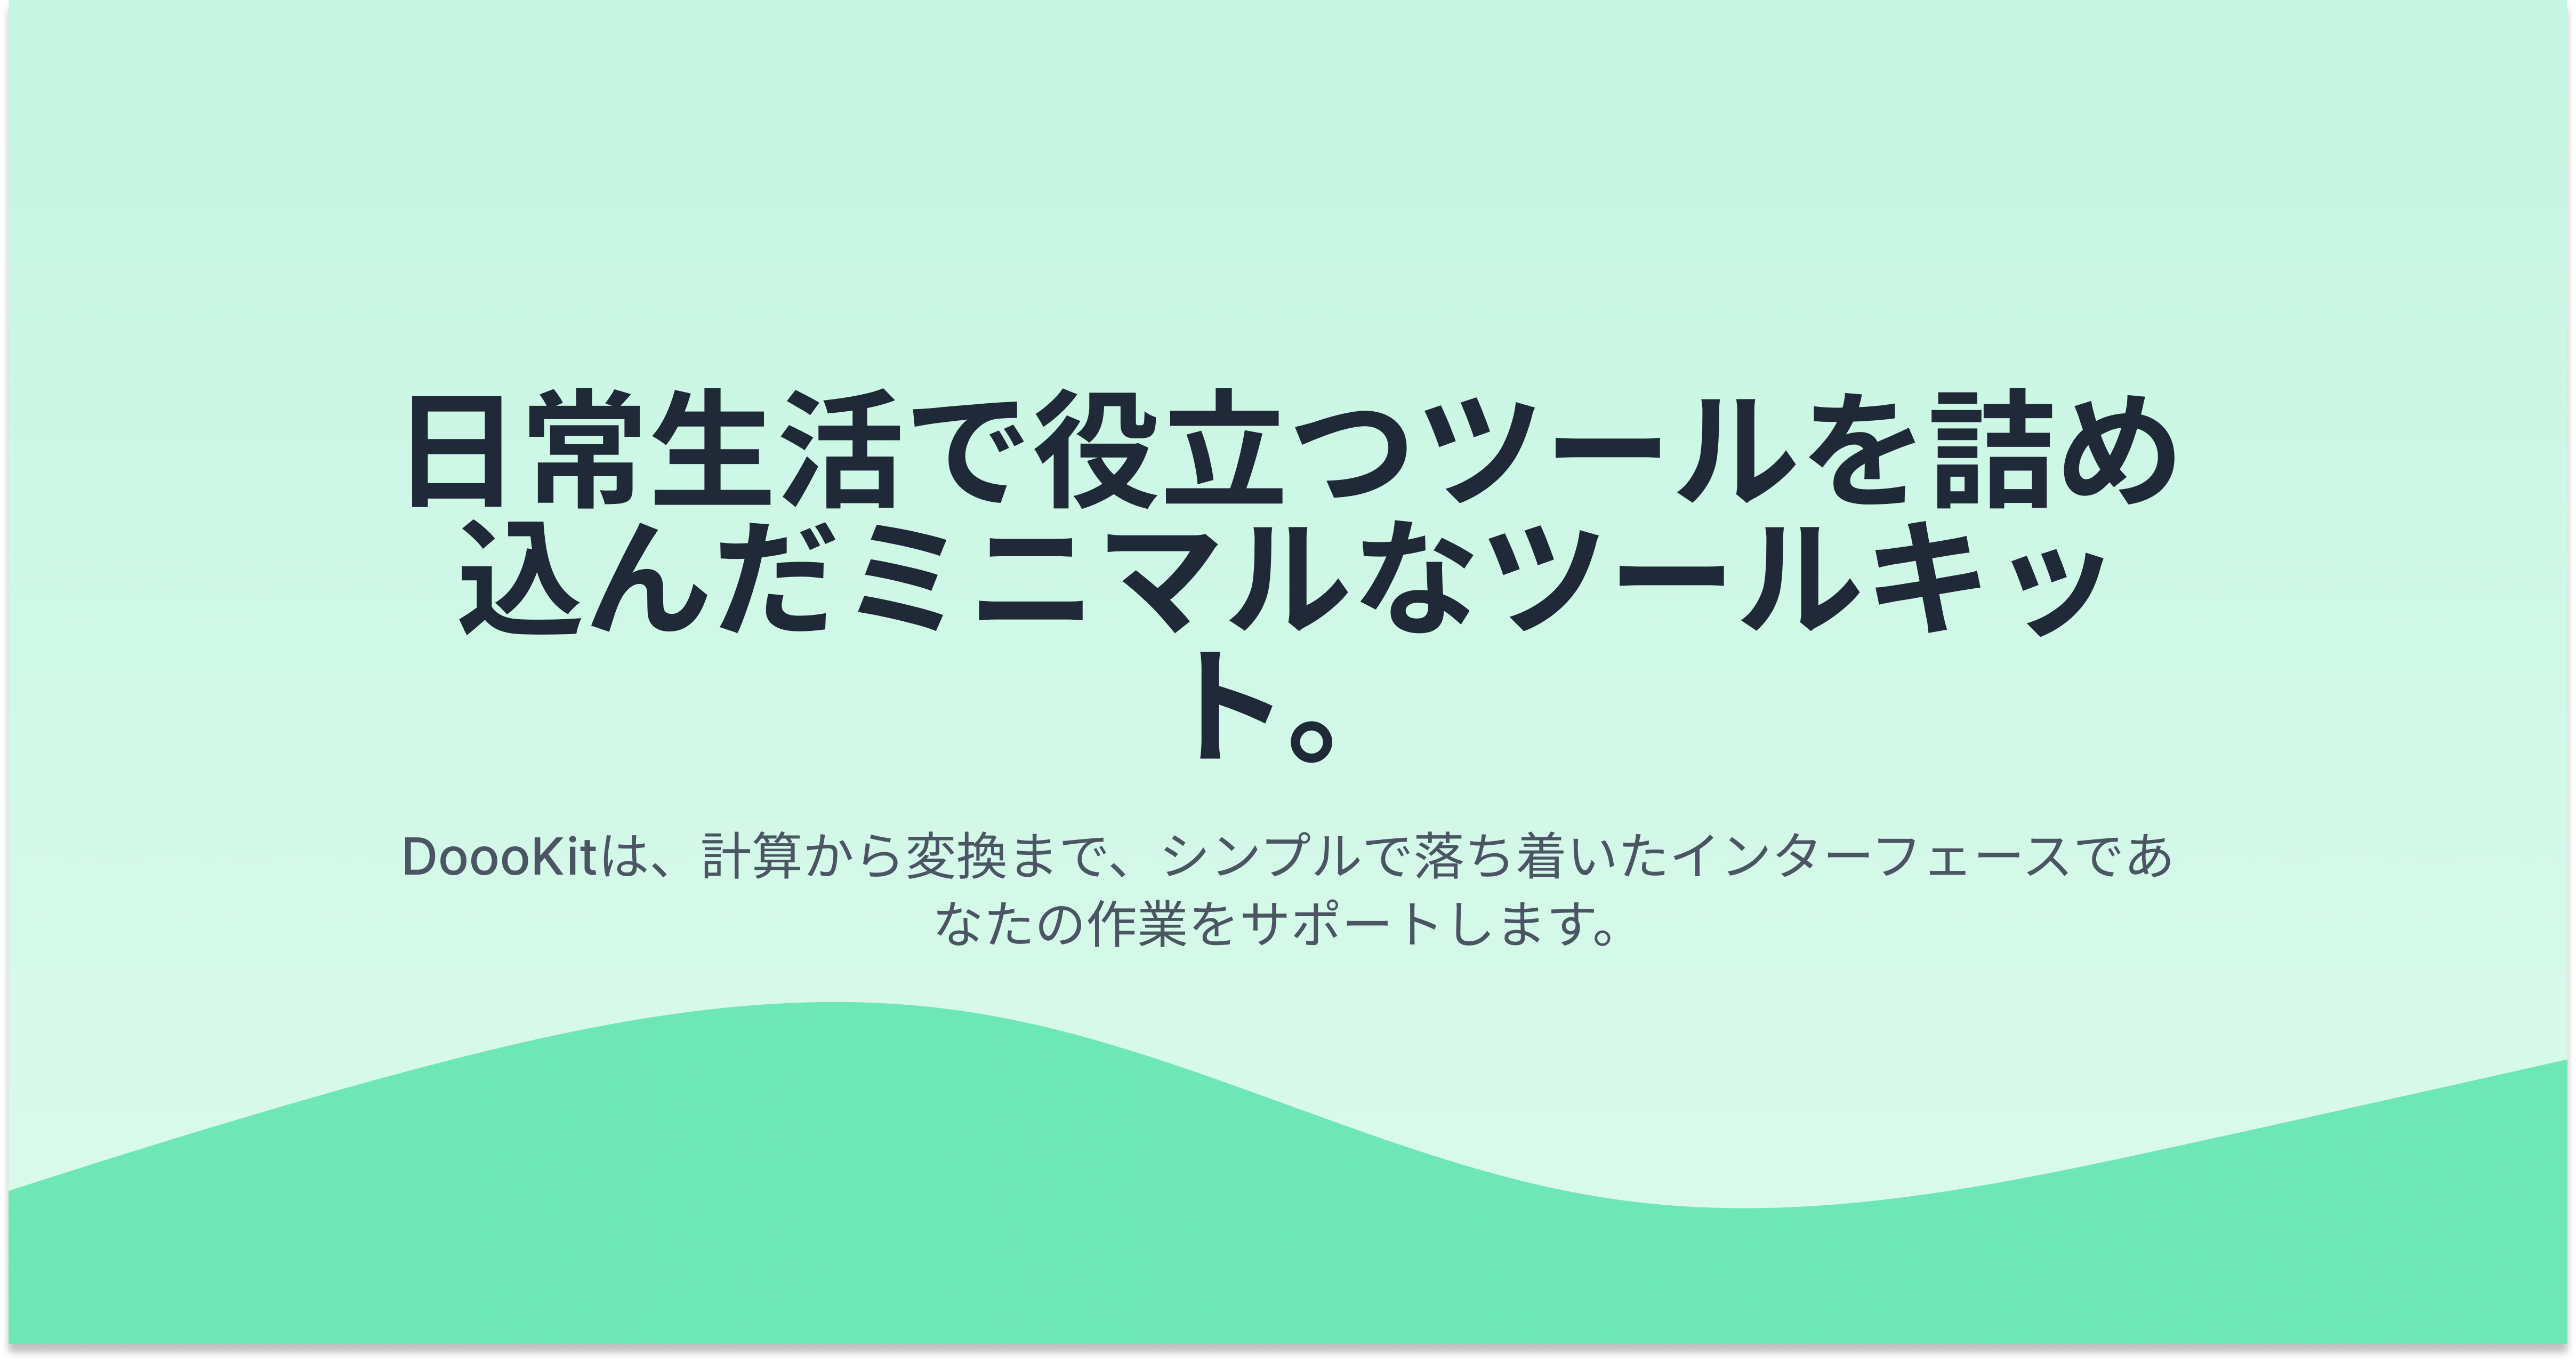 日常生活で役立つツールを詰め
込んだミニマルなツールキッ
ト。
DoooKitは、計算から変換まで、シンプルで落ち着いたインターフェースであ
なたの作業をサポートします。